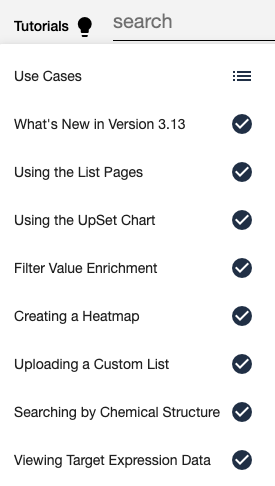 Tutorials search
Use Cases
What's New in Version 3.13
Using the List Pages
Using the UpSet Chart
Filter Value Enrichment
Creating a Heatmap
Uploading a Custom List
Searching by Chemical Structure
Viewing Target Expression Data